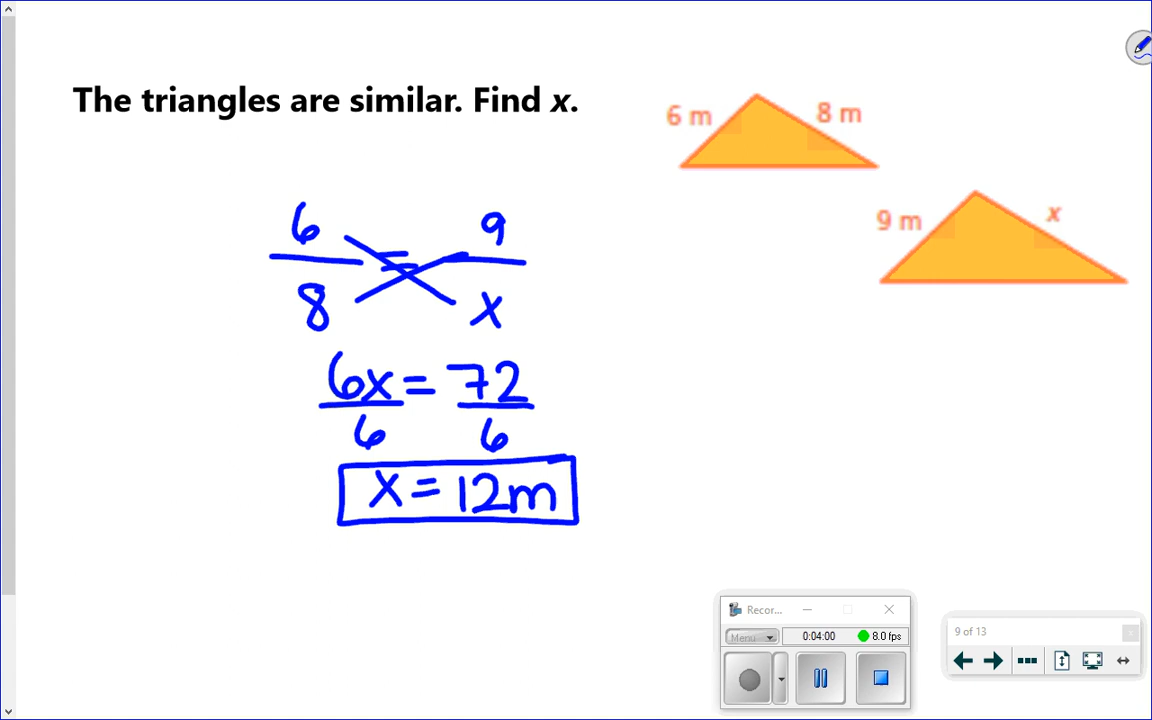 The triangles are similar. Find x.
6 m
8 m
9 m
x
6 = 9
8 x
6x = 72
6 6
x = 12m
Recor...
Menu
0:04:00
8.0 fps
9 of 13